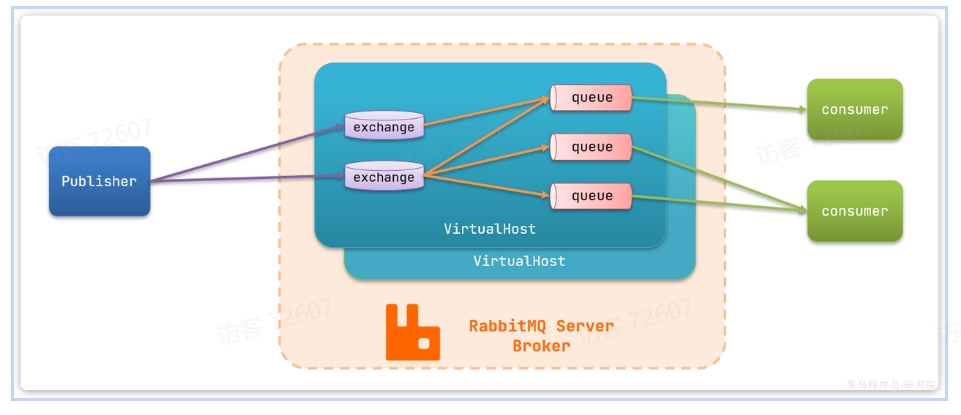 访客 72607
访客 72607
Publisher
exchange
exchange
queue
queue
queue
VirtualHost
VirtualHost
consumer
consumer
访客 72607
访客 72607
RabbitMQ Server
Broker
黑马程序员-研究院